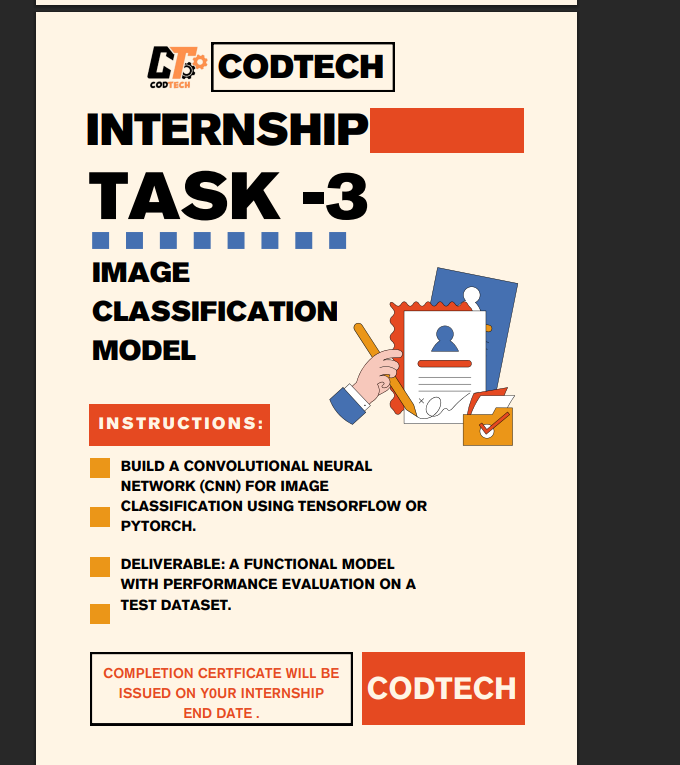 CT
CODTECH
CODTECH
INTERNSHIP
TASK -3
IMAGE
CLASSIFICATION
MODEL
INSTRUCTIONS:
BUILD A CONVOLUTIONAL NEURAL
NETWORK (CNN) FOR IMAGE
CLASSIFICATION USING TENSORFLOW OR
PYTORCH.
DELIVERABLE: A FUNCTIONAL MODEL
WITH PERFORMANCE EVALUATION ON A
TEST DATASET.
COMPLETION CERTFICATE WILL BE
ISSUED ON Y0UR INTERNSHIP
END DATE .
CODTECH